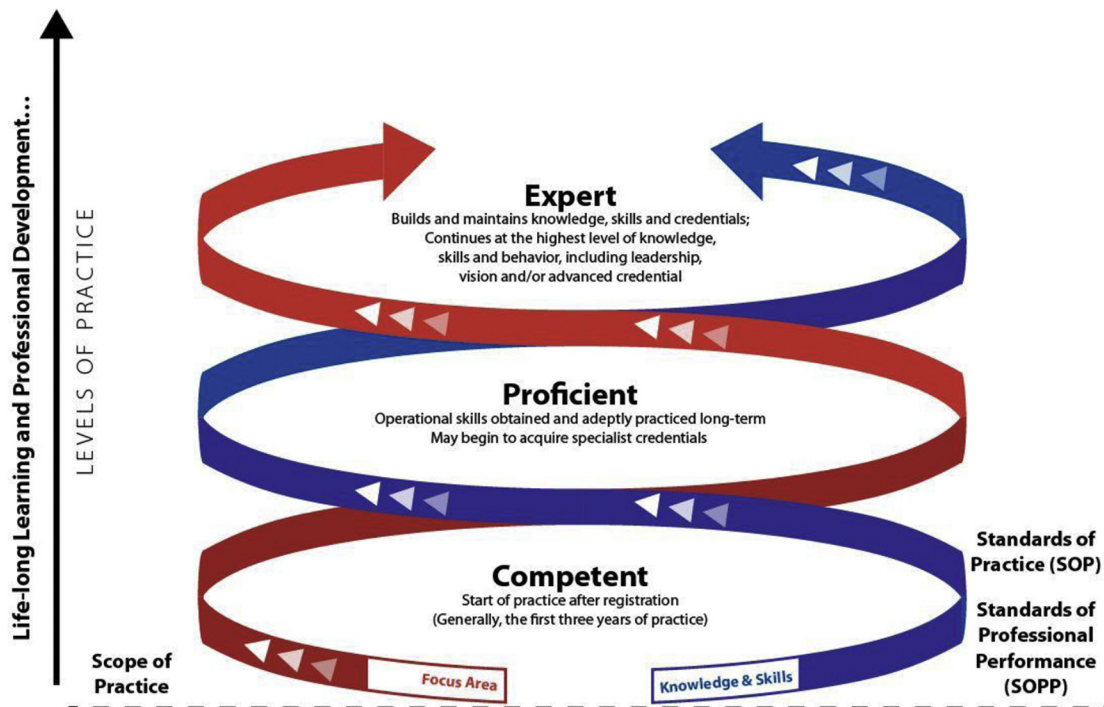 Life-long Learning and Professional Development...
LEVELS OF PRACTICE
Expert
Builds and maintains knowledge, skills and credentials;
Continues at the highest level of knowledge,
skills and behavior, including leadership,
vision and/or advanced credential
Proficient
Operational skills obtained and adeptly practiced long-term
May begin to acquire specialist credentials
Competent
Start of practice after registration
(Generally, the first three years of practice)
Standards of
Practice (SOP)
Standards of
Professional
Performance
(SOPP)
Scope of
Practice
Focus Area
Knowledge & Skills